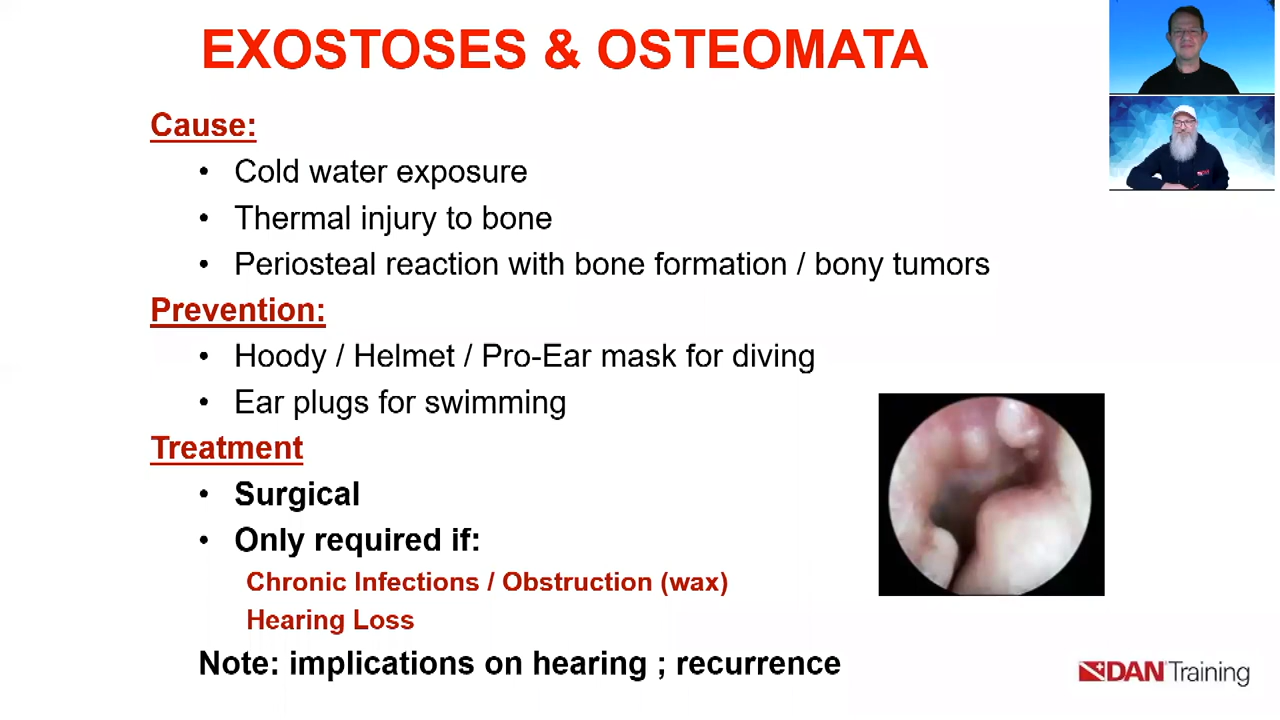 EXOSTOSES & OSTEOMATA
Cause:
• Cold water exposure
• Thermal injury to bone
• Periosteal reaction with bone formation / bony tumors
Prevention:
• Hoody / Helmet / Pro-Ear mask for diving
• Ear plugs for swimming
Treatment
• Surgical
• Only required if:
Chronic Infections / Obstruction (wax)
Hearing Loss
Note: implications on hearing ; recurrence
DAN Training